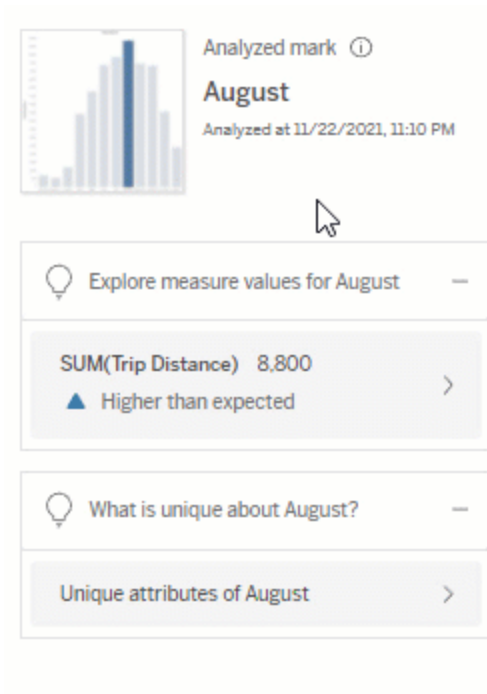 Analyzed mark
August
Analyzed at 11/22/2021, 11:10 PM
Explore measure values for August
SUM(Trip Distance) 8,800
Higher than expected
What is unique about August?
Unique attributes of August